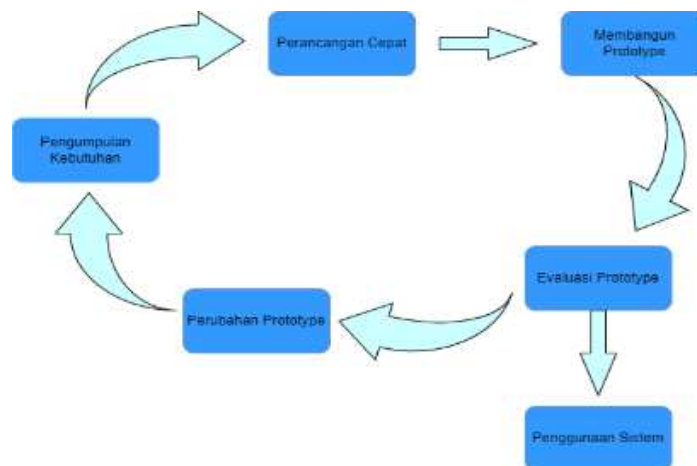 Perancangan Cepat
Membangun
Prototype
Pengumpulan
Kebutuhan
Evaluasi Prototype
Perubahan Prototype
Penggunaan Sistem